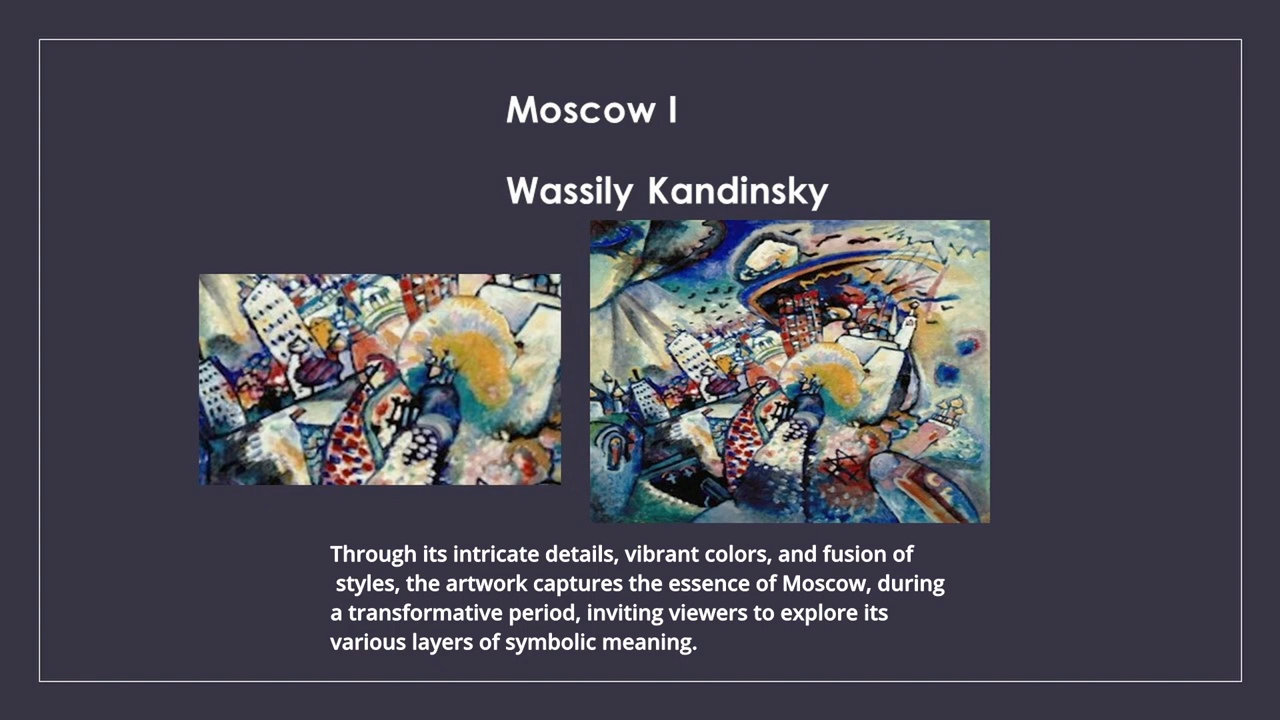 Moscow I
Wassily Kandinsky
Through its intricate details, vibrant colors, and fusion of
styles, the artwork captures the essence of Moscow, during
a transformative period, inviting viewers to explore its
various layers of symbolic meaning.